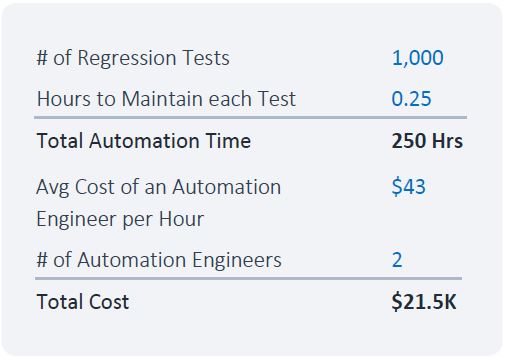 # of Regression Tests 1,000
Hours to Maintain each Test 0.25
Total Automation Time 250 Hrs
Avg Cost of an Automation $43
Engineer per Hour
# of Automation Engineers 2
Total Cost $21.5K